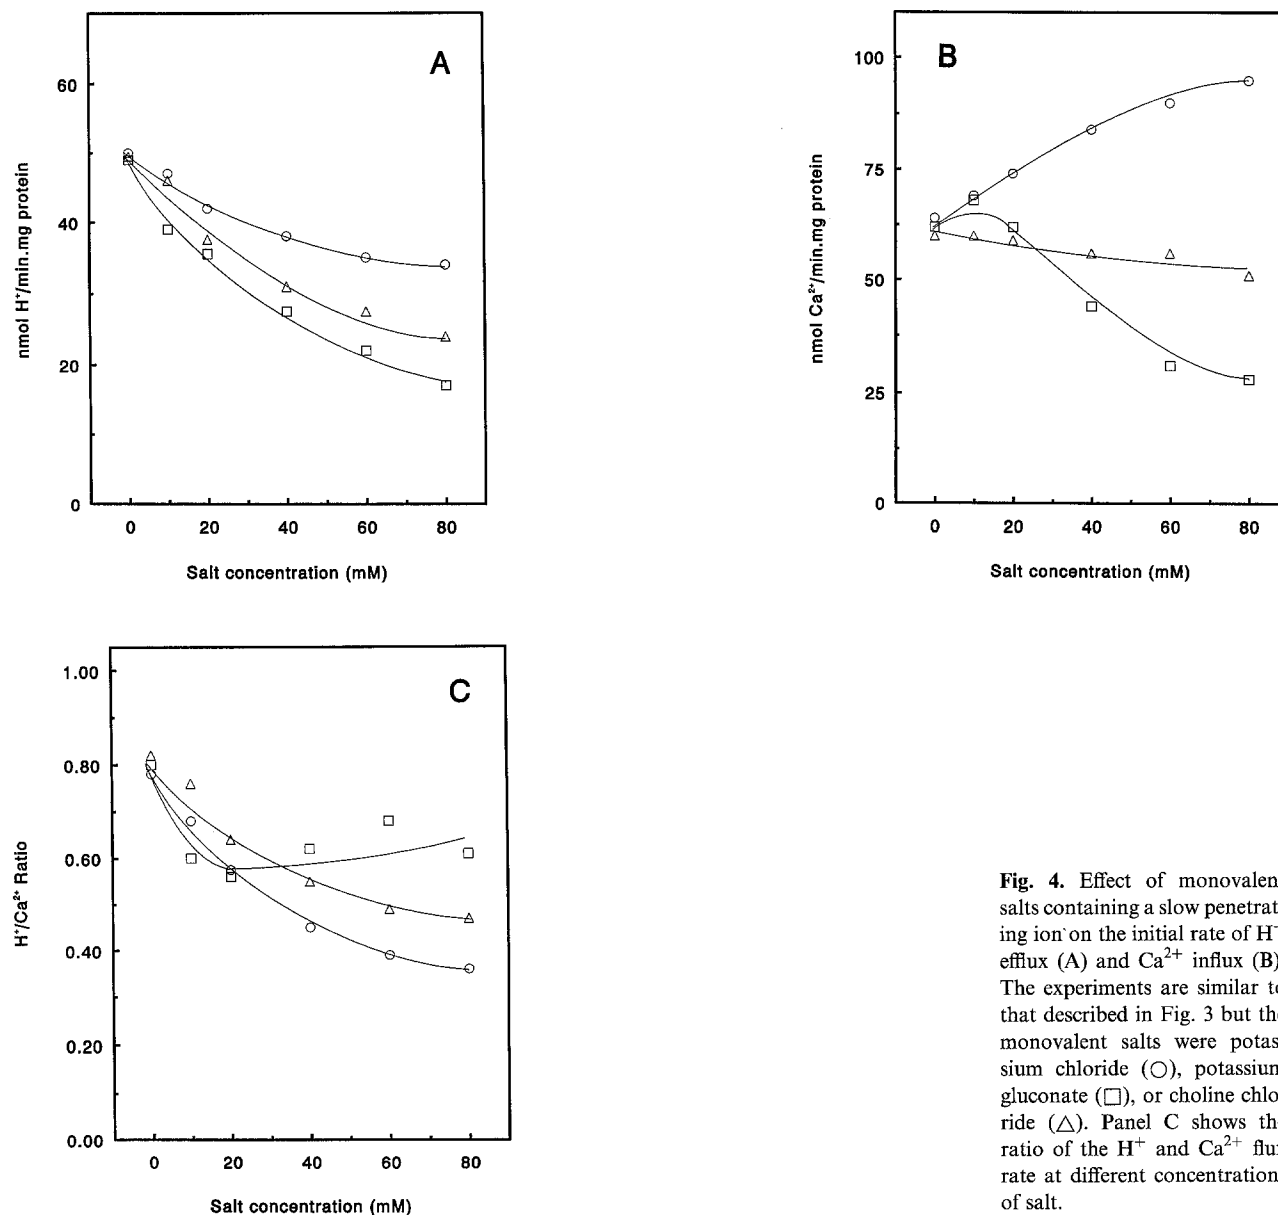 A
60
40
20
0
nmol H⁺/min.mg protein
0 20 40 60 80
Salt concentration (mM)
B
100
75
50
25
0
nmol Ca²⁺/min.mg protein
0 20 40 60 80
Salt concentration (mM)
C
1.00
0.80
0.60
0.40
0.20
0.00
H⁺/Ca²⁺ Ratio
0 20 40 60 80
Salt concentration (mM)
Fig. 4. Effect of monovalen
salts containing a slow penetrat
ing ion on the initial rate of H⁺
efflux (A) and Ca²⁺ influx (B)
The experiments are similar to
that described in Fig. 3 but the
monovalent salts were potas
sium chloride (○), potassium
gluconate (□), or choline chlo
ride (△). Panel C shows th
ratio of the H⁺ and Ca²⁺ flu
rate at different concentration
of salt.